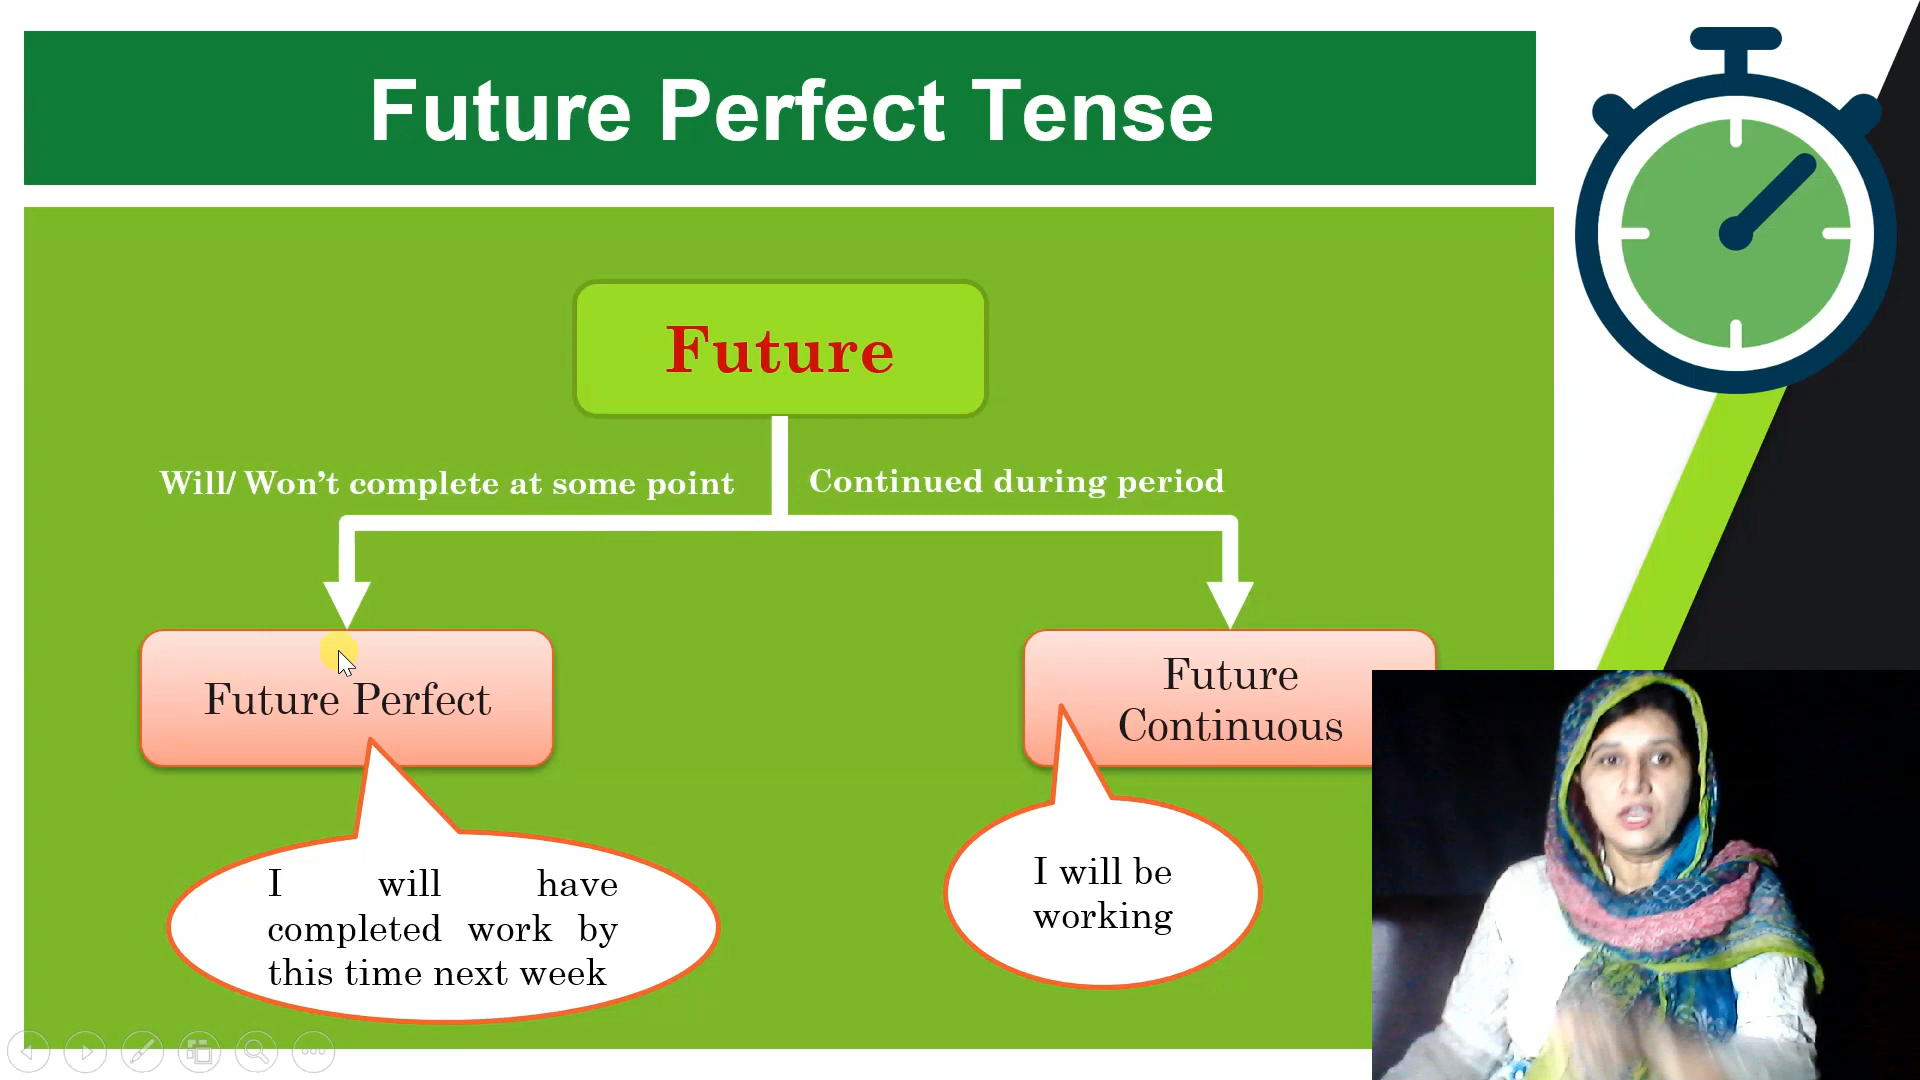 Future Perfect Tense
Future
Will/ Won’t complete at some point
Continued during period
Future Perfect
Future
Continuous
I will have
completed work by
this time next week
I will be
working